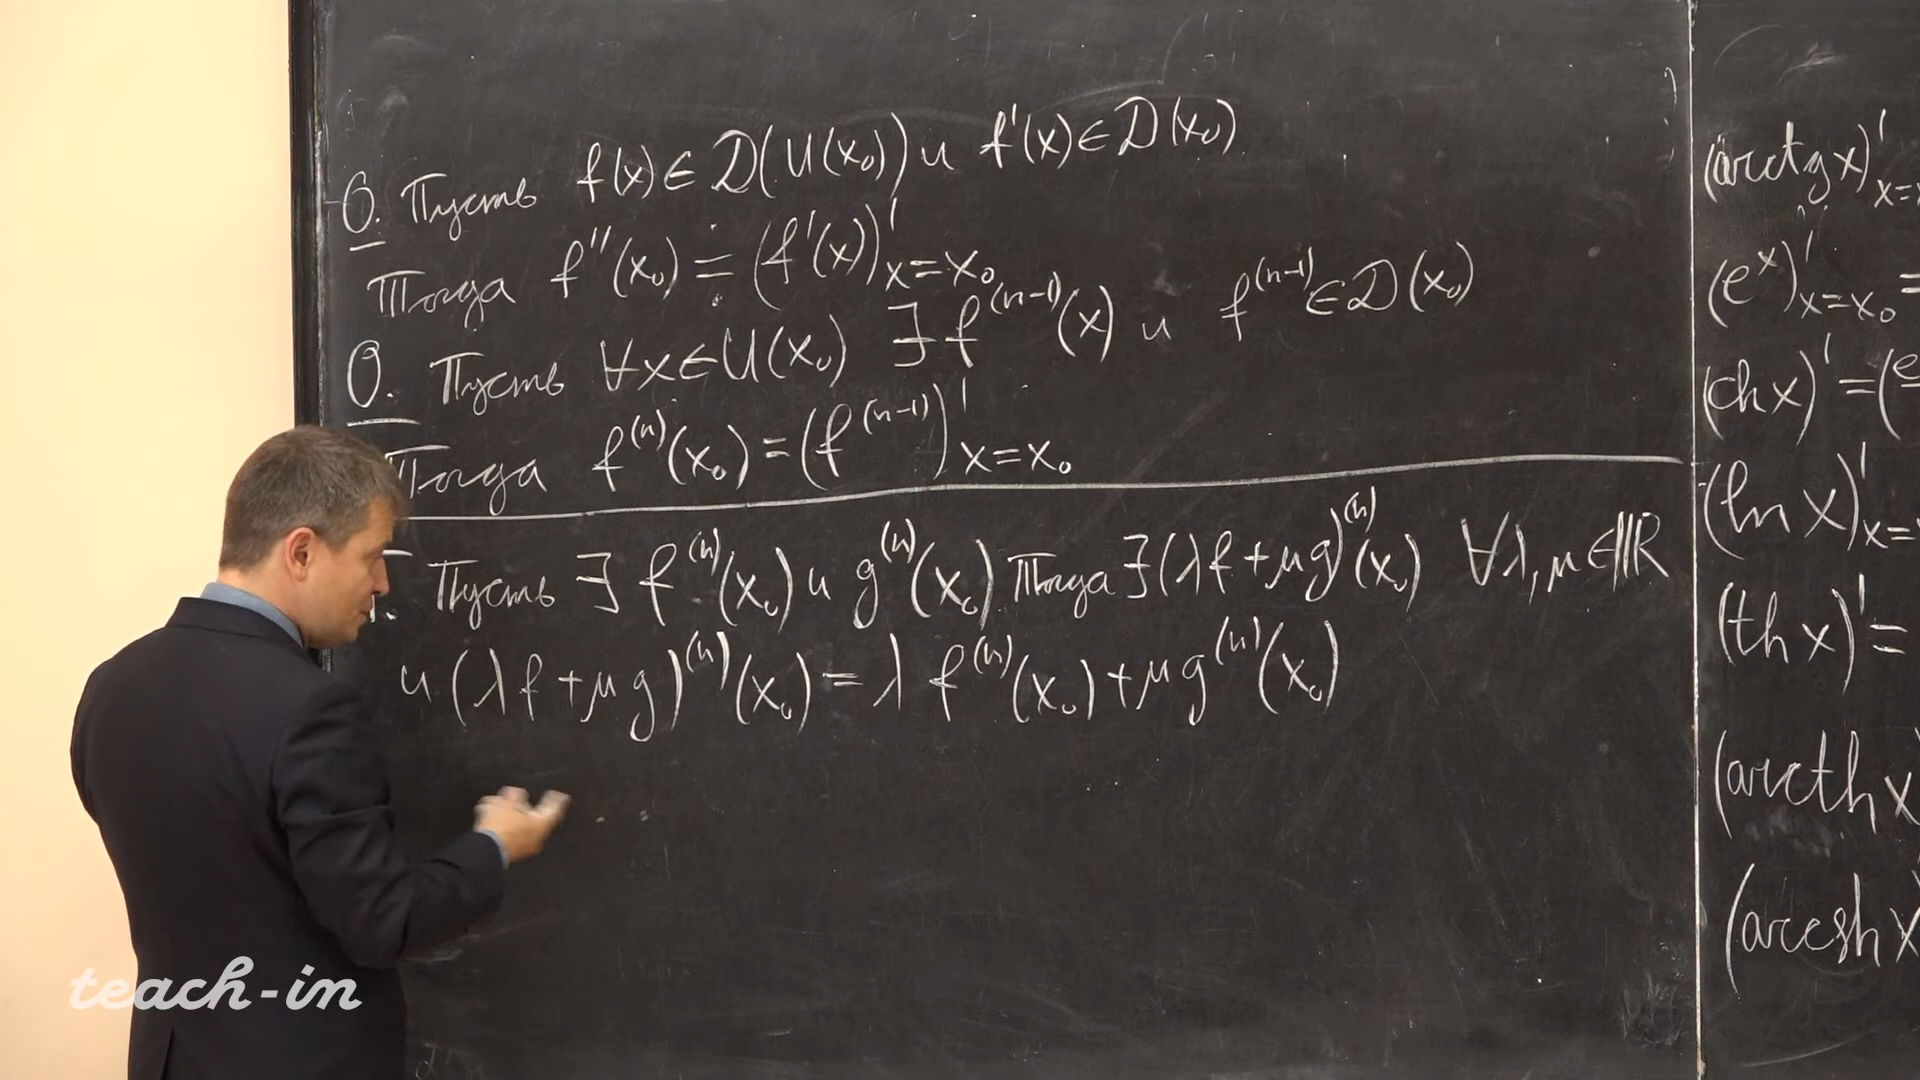 О. Пусть f(x)∈D(U(x₀)) и f'(x)∈D(x₀)
Тогда f''(x₀) ≓ (f'(x))'ₓ₌ₓ₀
О. Пусть ∀x∈U(x₀) ∃ f⁽ⁿ⁻¹⁾(x) и f⁽ⁿ⁻¹⁾∈D(x₀)
Тогда f⁽ⁿ⁾(x₀)=(f⁽ⁿ⁻¹⁾)'ₓ₌ₓ₀
Т. Пусть ∃ f⁽ⁿ⁾(x₀) и g⁽ⁿ⁾(x₀) Тогда ∃(λf+μg)⁽ⁿ⁾(x₀) ∀λ,μ∈ℝ
и (λf+μg)⁽ⁿ⁾(x₀)=λ f⁽ⁿ⁾(x₀)+μg⁽ⁿ⁾(x₀)
(arctg x)'ₓ₌ₓ
(eˣ)'ₓ₌ₓ₀ =
(ch x)'=(e
(ln x)'ₓ₌
(th x)'=
(arcth x
(arcsh x
teach-in